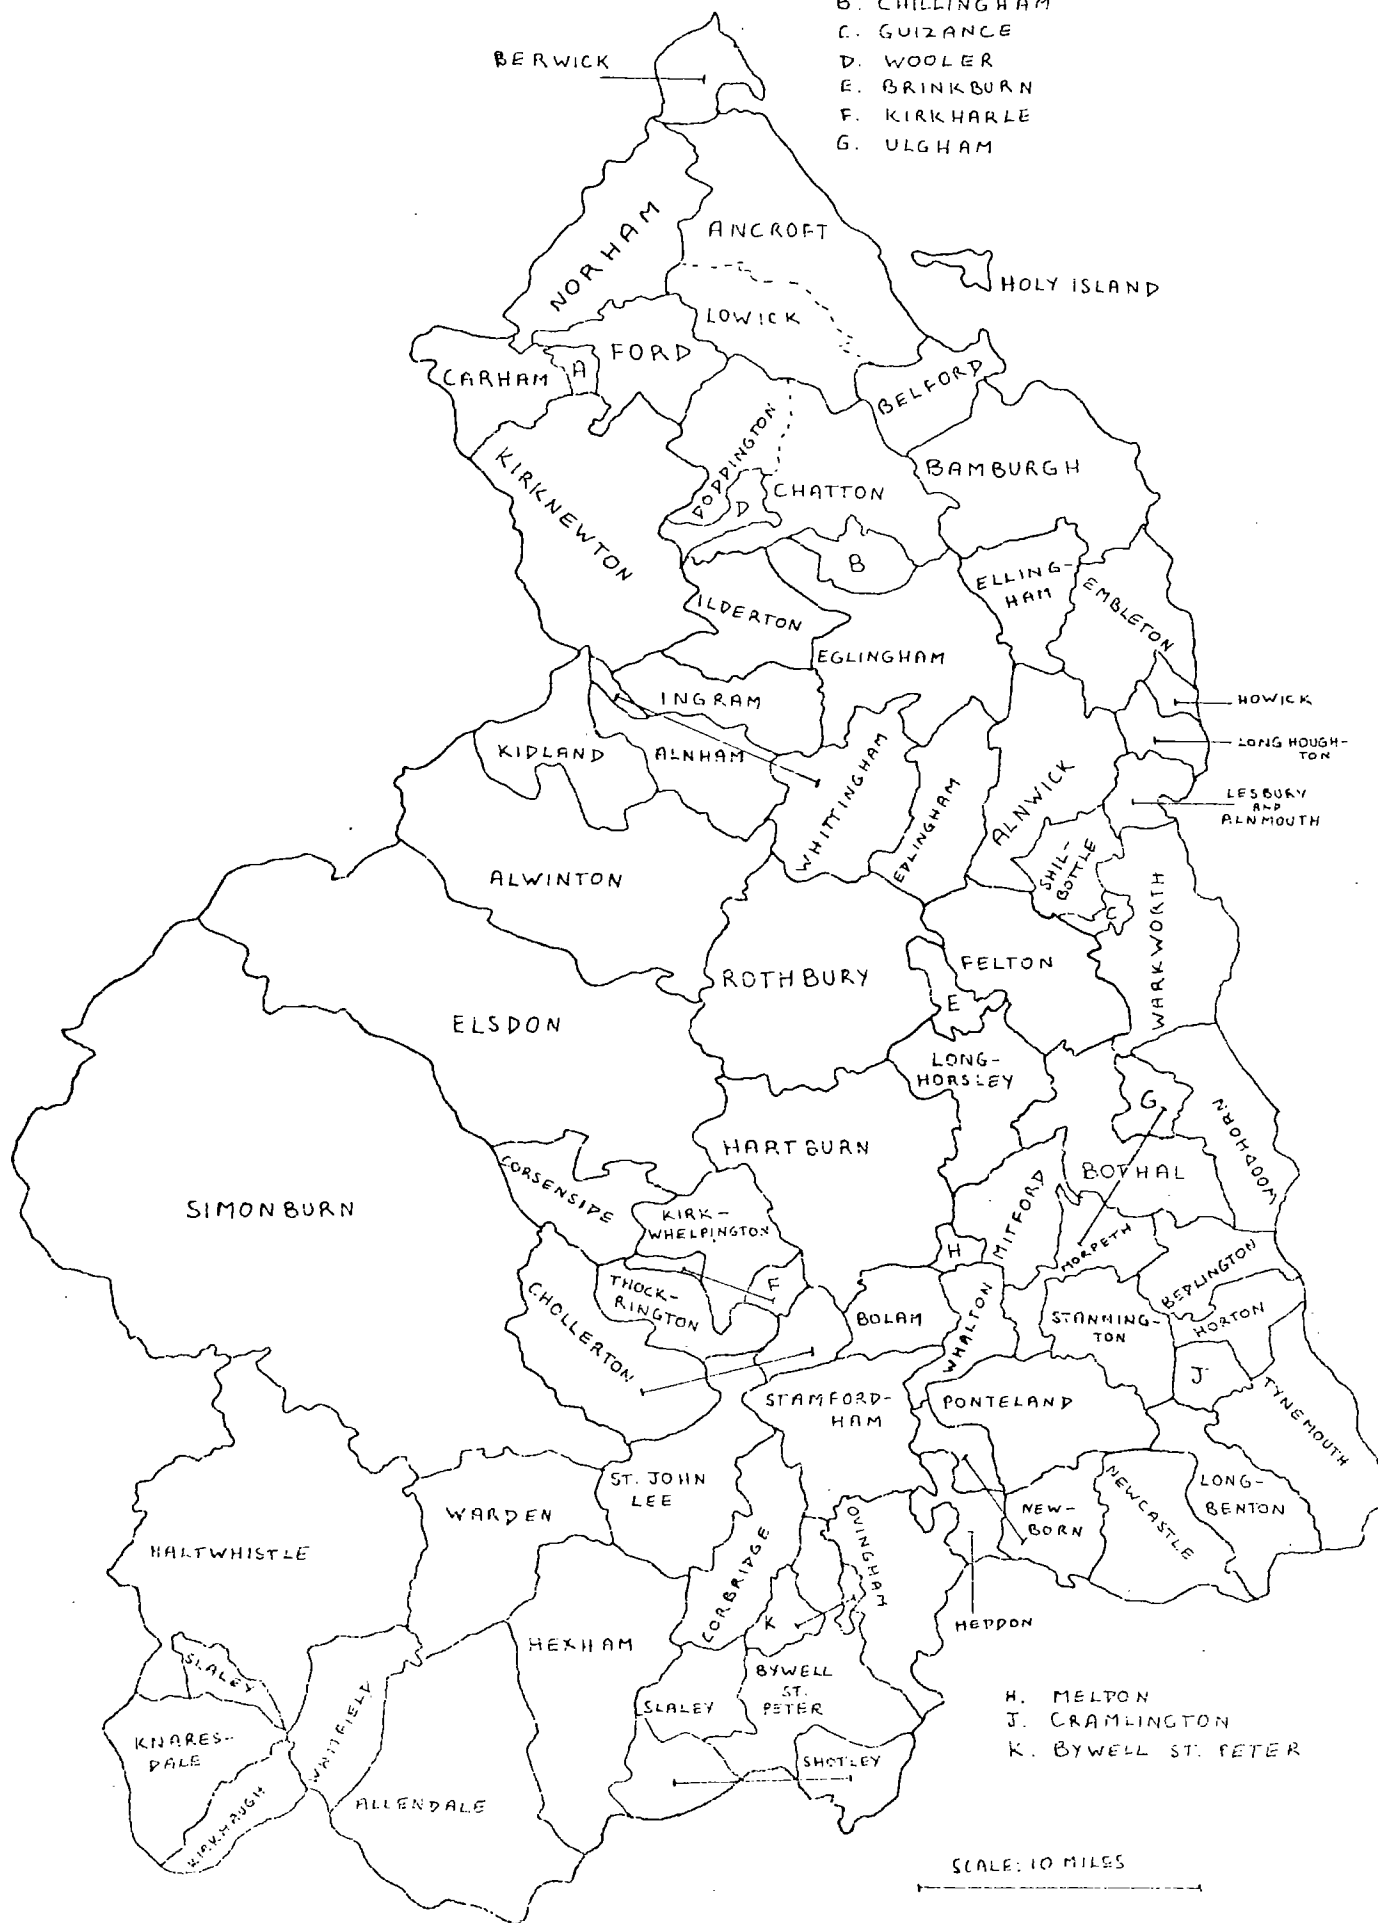 B. CHILLINGHAM
C. GUIZANCE
D. WOOLER
E. BRINKBURN
F. KIRKHARLE
G. ULGHAM
BERWICK
NORHAM
ANCROFT
HOLY ISLAND
LOWICK
FORD
CARHAM
A
BELFORD
DODDINGTON
BAMBURGH
KIRKNEWTON
CHATTON
D
B
ELLING-
HAM
EMBLETON
ILDERTON
EGLINGHAM
INGRAM
HOWICK
KIDLAND
ALNHAM
WHITTINGHAM
EDLINGHAM
ALNWICK
LONG HOUGH-
TON
LESBURY
AND
ALNMOUTH
SHIL-
BOTTLE
C
ALWINTON
WARKWORTH
ROTHBURY
FELTON
E
ELSDON
LONG-
HORSLEY
G
WOODHORN
HARTBURN
BOTHAL
CORSENSIDE
MITFORD
SIMONBURN
KIRK-
WHELPINGTON
H
MORPETH
BEDLINGTON
THOCK-
RINGTON
F
CHOLLERTON
BOLAM
WHALTON
STANNING-
TON
HORTON
J
STAMFORD-
HAM
PONTELAND
TYNEMOUTH
ST. JOHN
LEE
WARDEN
NEW-
BORN
NEWCASTLE
LONG-
BENTON
HALTWHISTLE
CORBRIDGE
OVINGHAM
K
HEDDON
HEXHAM
SLALEY
BYWELL
ST.
PETER
SLALEY
KNARES-
DALE
WHITFIELD
SHOTLEY
KIRKHAUGH
ALLENDALE
H. MELDON
J. CRAMLINGTON
K. BYWELL ST. PETER
SCALE: 10 MILES